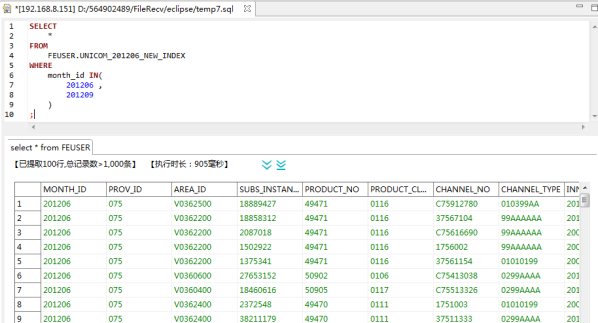 *[192.168.8.151] D:/564902489/FileRecv/eclipse/temp7.sql
1 SELECT
2 *
3 FROM
4 FEUSER.UNICOM_201206_NEW_INDEX
5 WHERE
6 month_id IN(
7 201206 ,
8 201209
9 )
10 ;
select * from FEUSER
【已提取100行,总记录数>1,000条】 【执行时长：905毫秒】
MONTH_ID PROV_ID AREA_ID SUBS_INSTAN... PRODUCT_NO PRODUCT_CL... CHANNEL_NO CHANNEL_TYPE INN
1 201206 075 V0362500 18889427 49471 0116 C75912780 010399AA 201
2 201206 075 V0362200 18858312 49471 0116 37567104 99AAAAAA 201
3 201206 075 V0362200 2087018 49471 0116 C75616690 99AAAAAA 200
4 201206 075 V0362200 1502922 49471 0116 1756002 99AAAAAA 200
5 201206 075 V0362200 1375341 49471 0116 37561154 01010199 200
6 201206 075 V0360600 27653152 50902 0106 C75413038 0299AAAA 201
7 201206 075 V0360400 18460616 50905 0117 C75513326 0299AAAA 201
8 201206 075 V0362400 2372548 49470 0111 1751003 01010199 200
9 201206 075 V0362400 38211179 49470 0111 37511333 0299AAAA 201